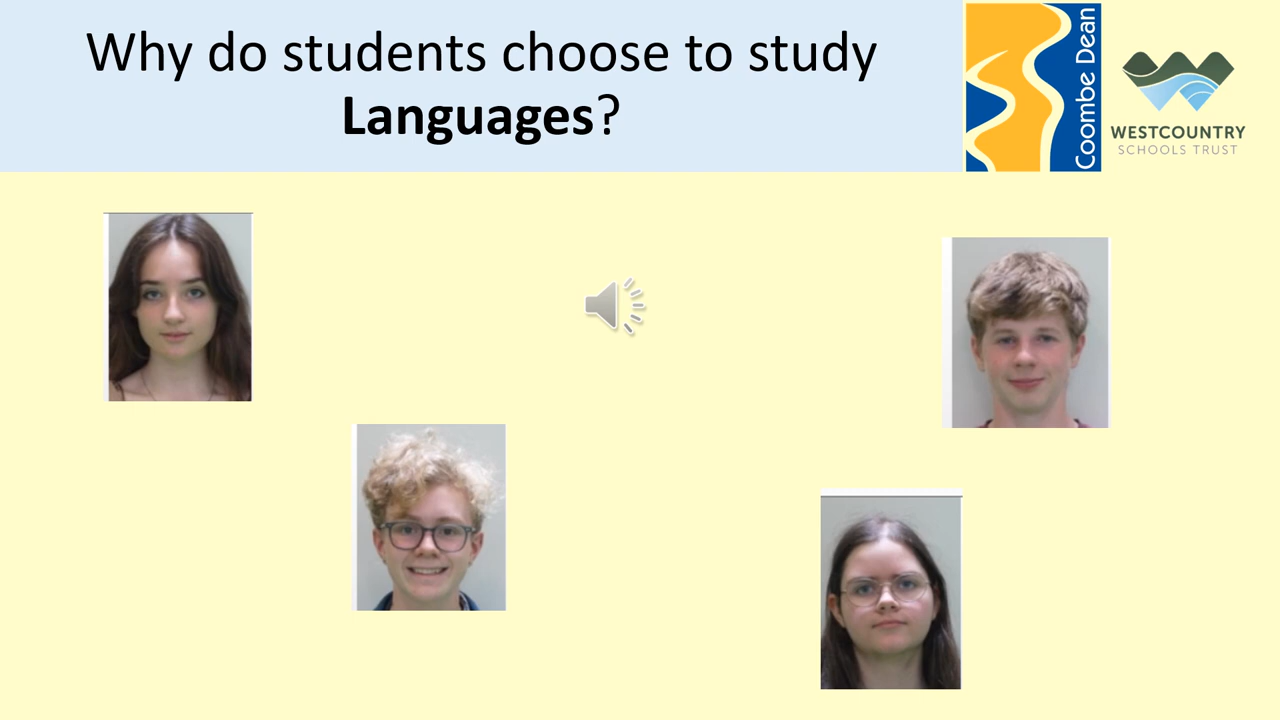 Why do students choose to study
Languages?
Coombe Dean
WESTCOUNTRY
SCHOOLS TRUST